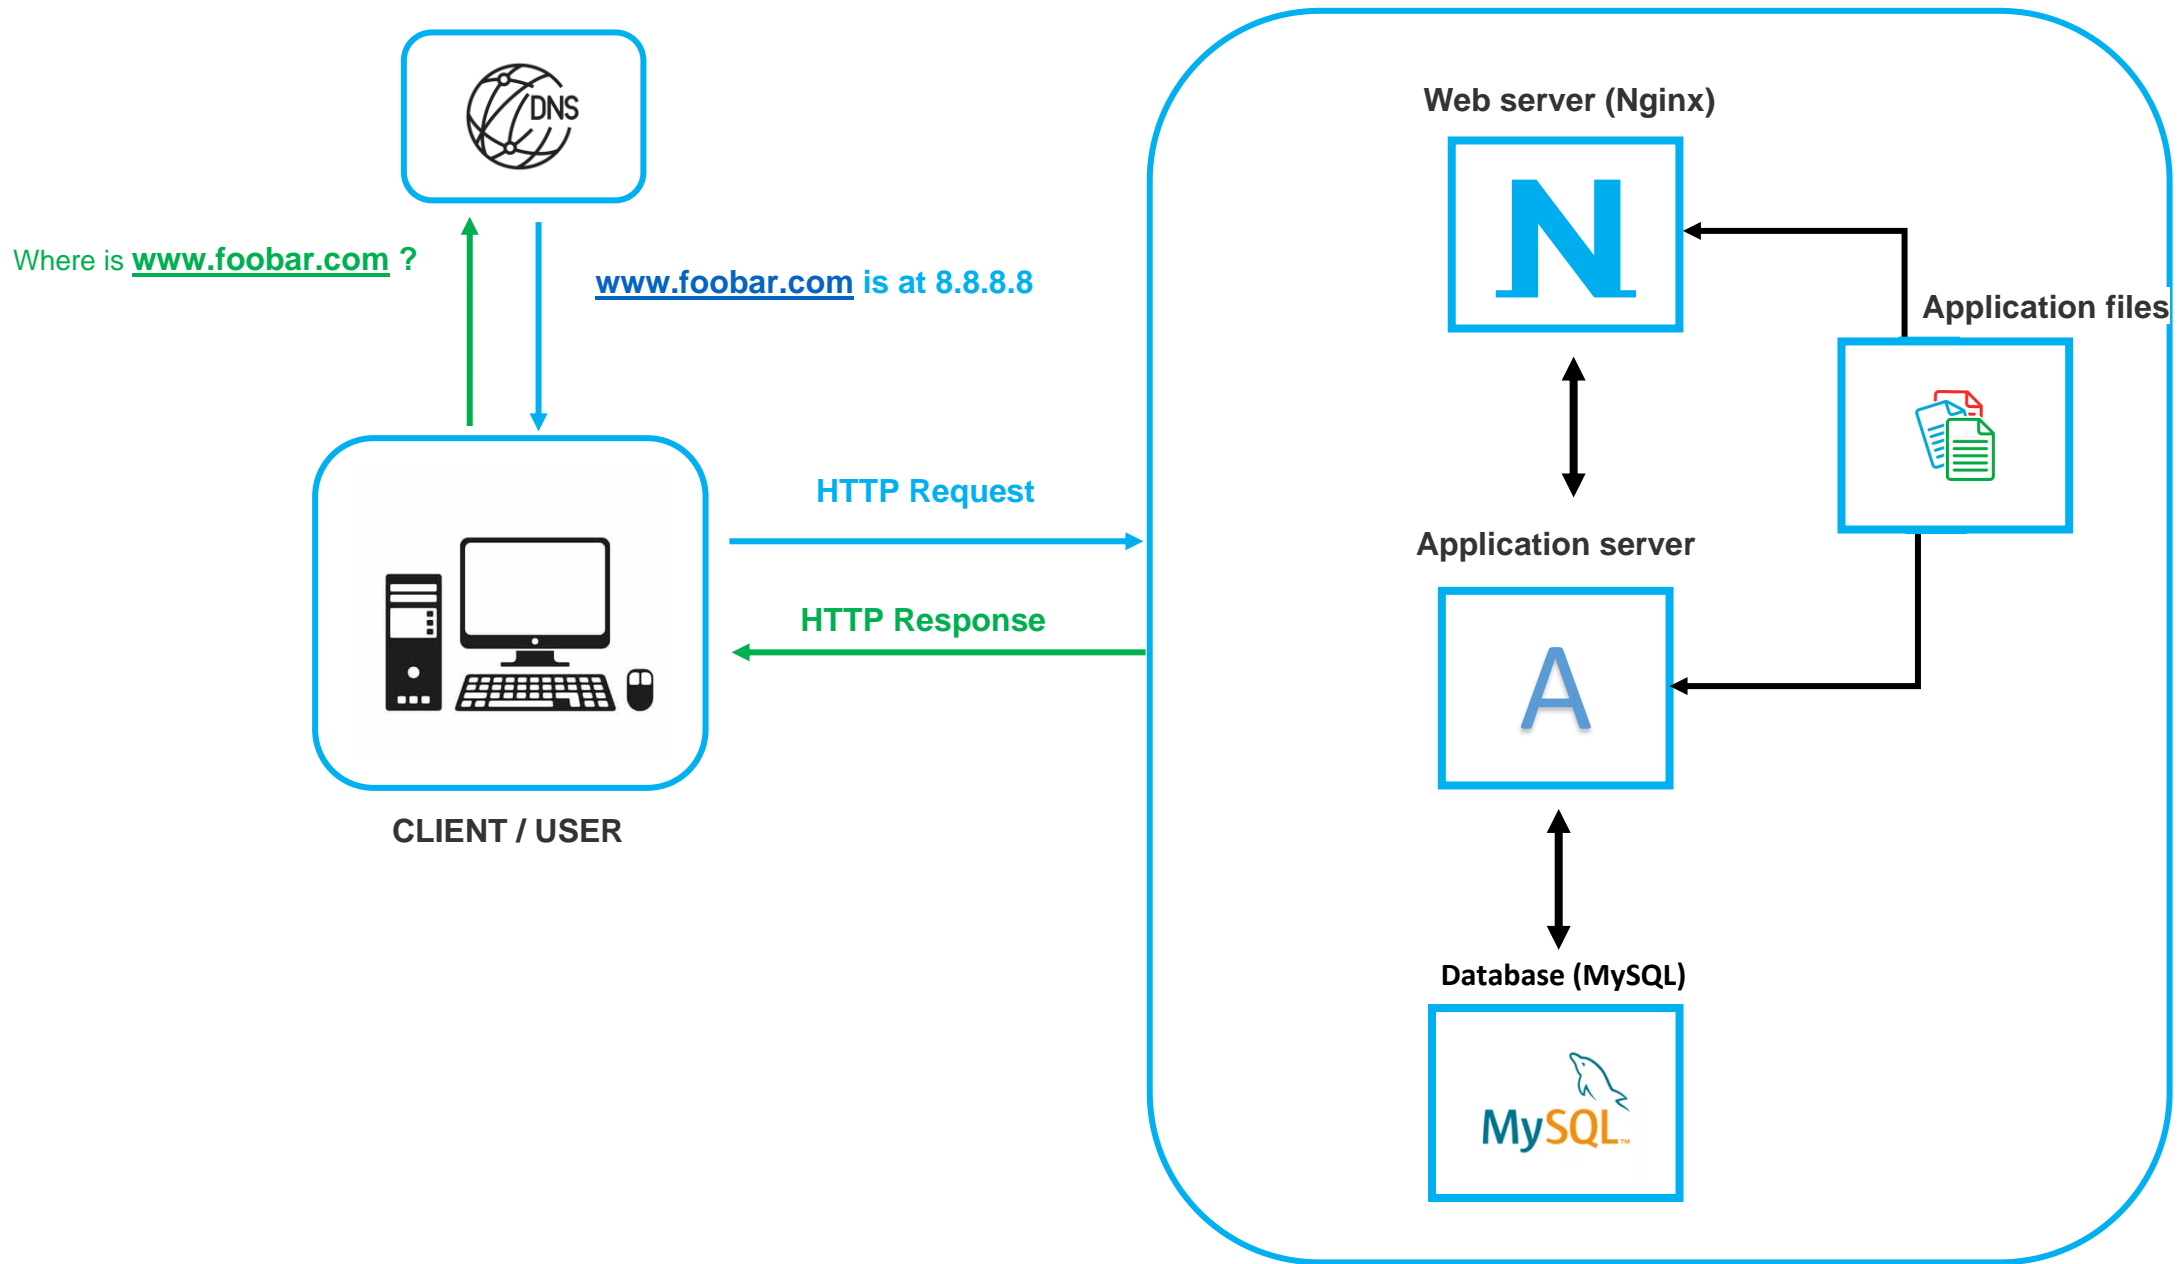 DNS
Where is www.foobar.com ?
www.foobar.com is at 8.8.8.8
HTTP Request
HTTP Response
CLIENT / USER
Web server (Nginx)
N
Application files
Application server
A
Database (MySQL)
MySQL™